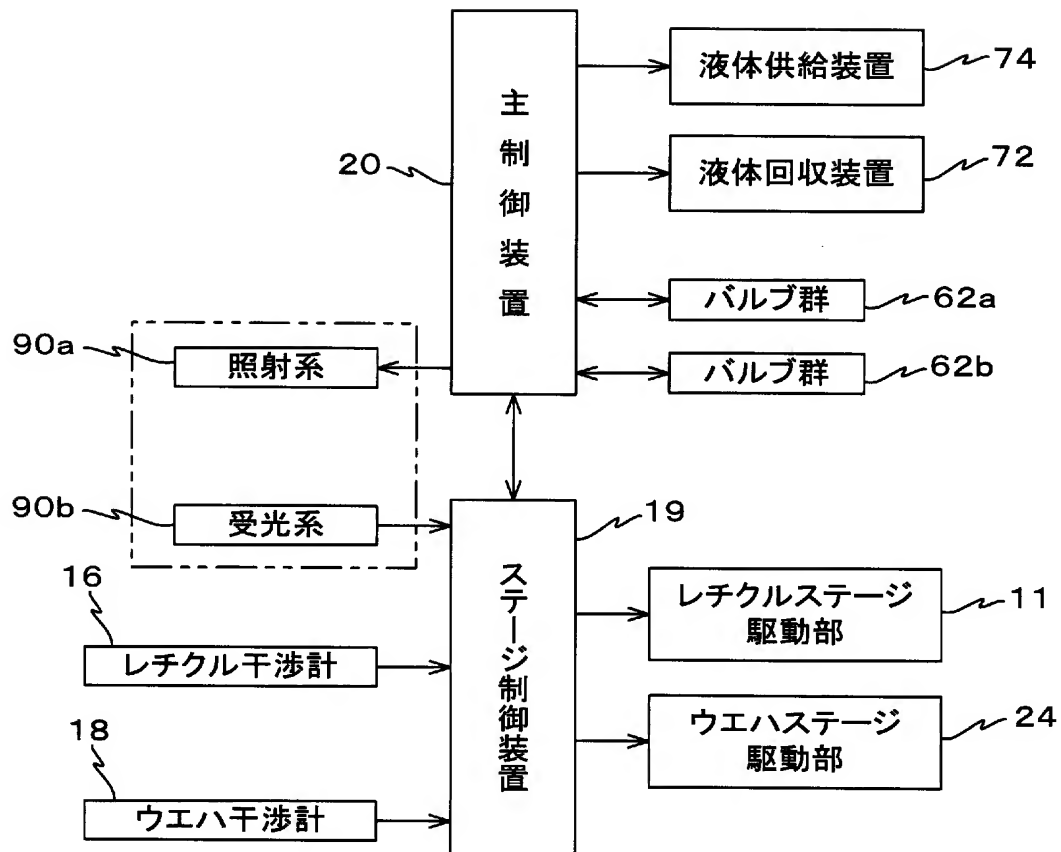 主制御装置
20
液体供給装置
74
液体回収装置
72
バルブ群
62a
バルブ群
62b
90a
照射系
90b
受光系
ステージ制御装置
19
16
レチクル干渉計
18
ウエハ干渉計
レチクルステージ
駆動部
11
ウエハステージ
駆動部
24